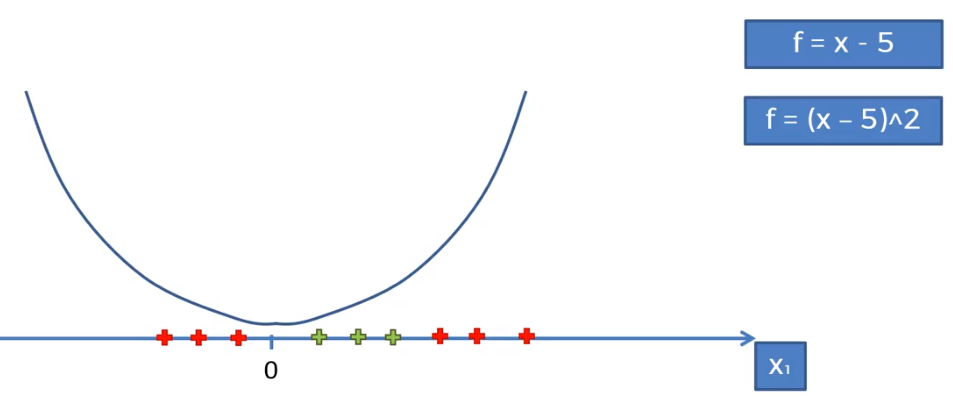 f = x - 5
f = (x – 5)^2
0
x₁